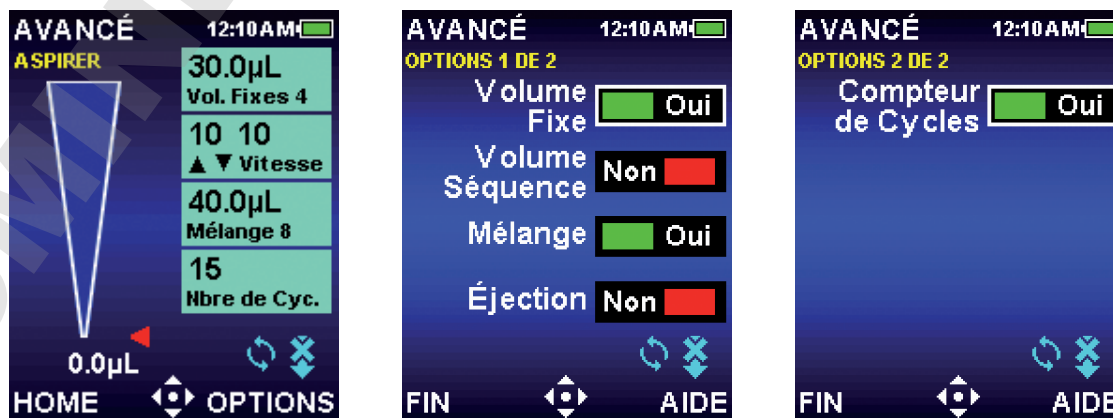 AVANCÉ 12:10AM
ASPIRER
30.0µL
Vol. Fixes 4
10 10
▲ ▼ Vitesse
40.0µL
Mélange 8
15
Nbre de Cyc.
0.0µL
HOME OPTIONS
AVANCÉ 12:10AM
OPTIONS 1 DE 2
Volume
Fixe Oui
Volume
Séquence Non
Mélange Oui
Éjection Non
FIN AIDE
AVANCÉ 12:10AM
OPTIONS 2 DE 2
Compteur
de Cycles Oui
FIN AIDE